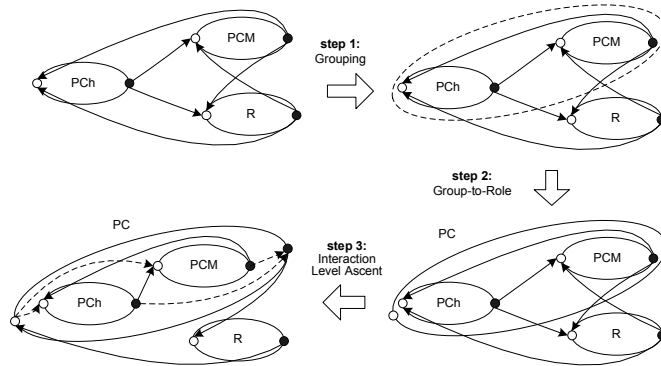 PCM
PCh
R
step 1:
Grouping
PCM
PCh
R
step 2:
Group-to-Role
PC
PCM
PCh
R
step 3:
Interaction
Level Ascent
PC
PCM
PCh
R